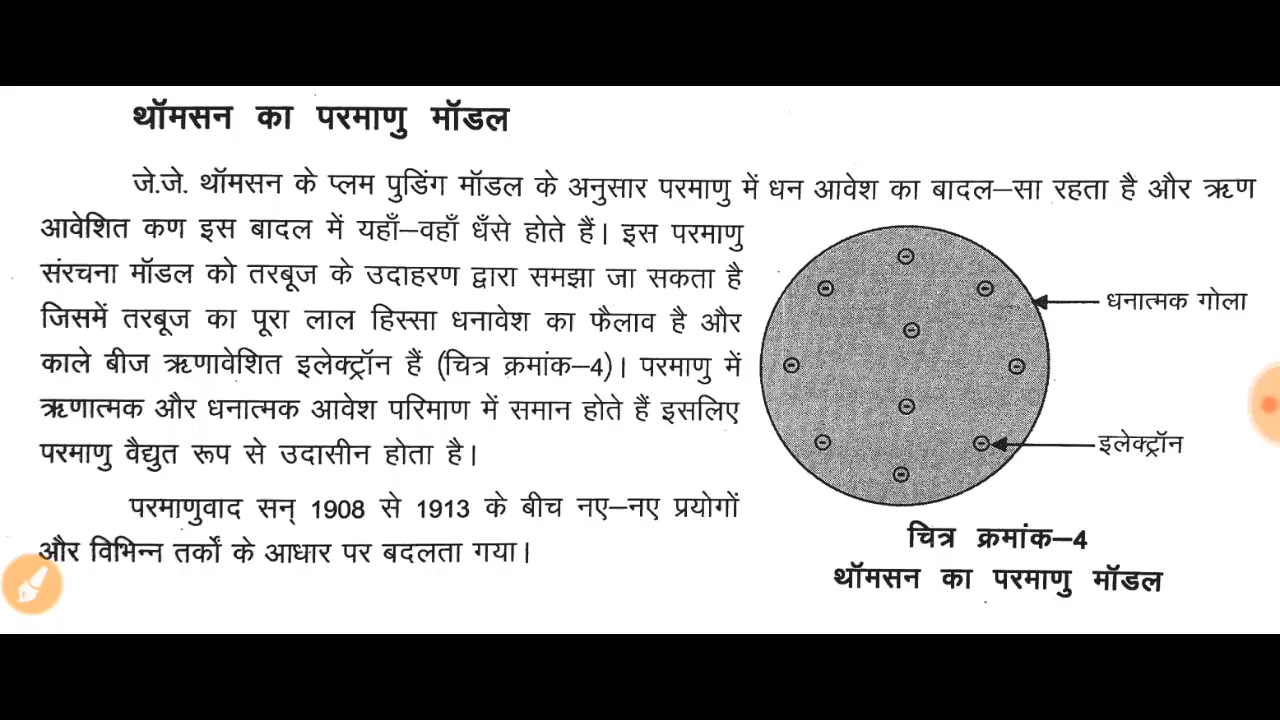 थॉमसन का परमाणु मॉडल
जे.जे. थॉमसन के प्लम पुडिंग मॉडल के अनुसार परमाणु में धन आवेश का बादल–सा रहता है और ऋण
आवेशित कण इस बादल में यहाँ–वहाँ धँसे होते हैं। इस परमाणु
संरचना मॉडल को तरबूज के उदाहरण द्वारा समझा जा सकता है
जिसमें तरबूज का पूरा लाल हिस्सा धनावेश का फैलाव है और
काले बीज ऋणावेशित इलेक्ट्रॉन हैं (चित्र क्रमांक–4)। परमाणु में
ऋणात्मक और धनात्मक आवेश परिमाण में समान होते हैं इसलिए
परमाणु वैद्युत रूप से उदासीन होता है।
परमाणुवाद सन् 1908 से 1913 के बीच नए–नए प्रयोगों
और विभिन्न तर्कों के आधार पर बदलता गया।
धनात्मक गोला
इलेक्ट्रॉन
चित्र क्रमांक–4
थॉमसन का परमाणु मॉडल